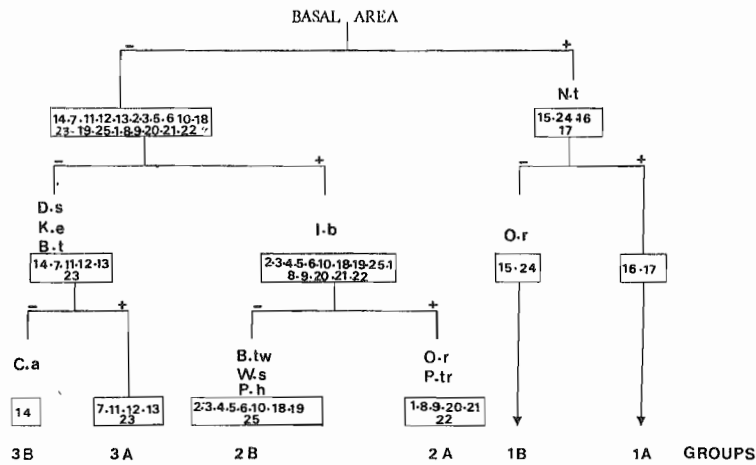 BASAL AREA
- +
N.t
14.7.11.12.13.2.3.5.6 10.18
23.19.25.1.8.9.20.21.22
15.24 16
17
- +
- +
D.s
K.e
B.t
I.b
O.r
14.7.11.12.13
23
2.3.4.5.6.10.18.19.25.1
8.9.20.21.22
15.24
16.17
- +
- +
C.a
B.tw
W.s
P.h
O.r
P.tr
14
7.11.12.13
23
2.3.4.5.6.10.18.19
25
1.8.9.20.21
22
3B 3A 2B 2A 1B 1A GROUPS